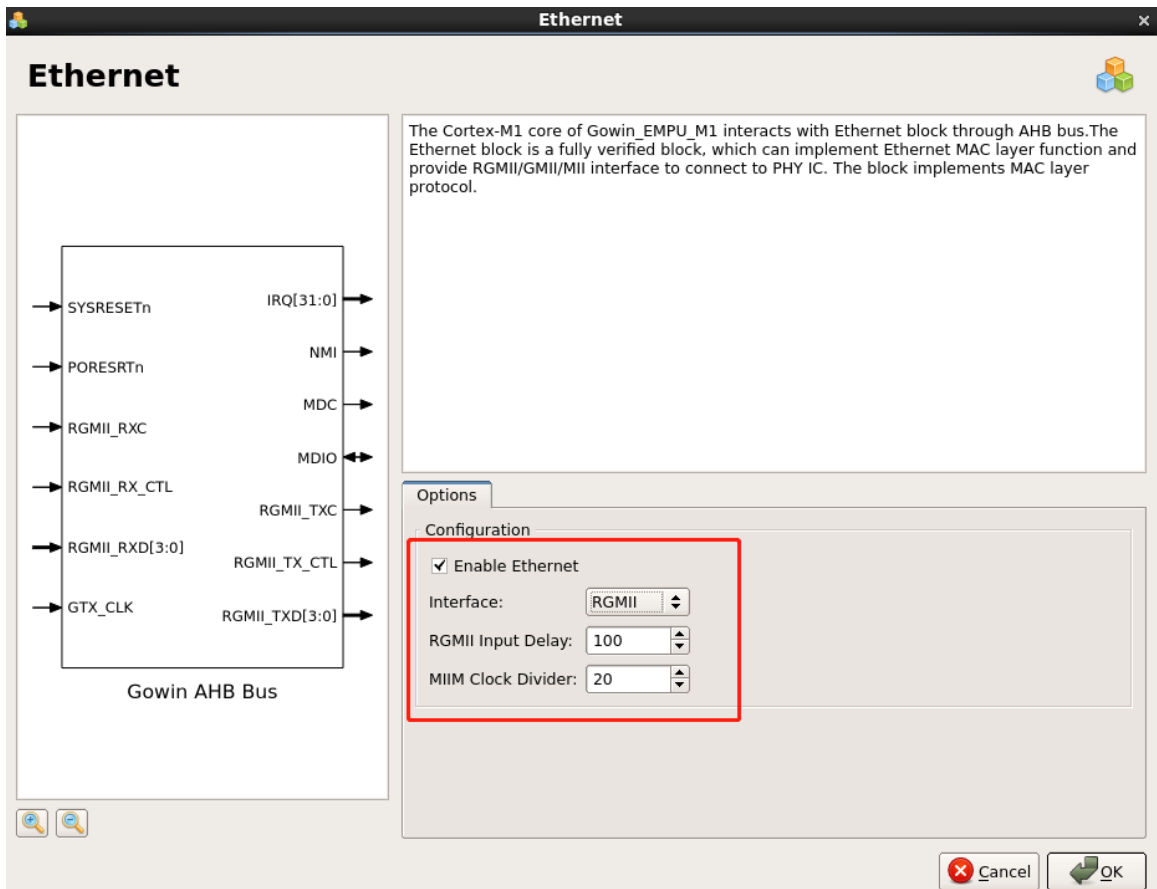 Ethernet
Ethernet
The Cortex-M1 core of Gowin_EMPU_M1 interacts with Ethernet block through AHB bus.The
Ethernet block is a fully verified block, which can implement Ethernet MAC layer function and
provide RGMII/GMII/MII interface to connect to PHY IC. The block implements MAC layer
protocol.
SYSRESETn
PORESRTn
RGMII_RXC
RGMII_RX_CTL
RGMII_RXD[3:0]
GTX_CLK
IRQ[31:0]
NMI
MDC
MDIO
RGMII_TXC
RGMII_TX_CTL
RGMII_TXD[3:0]
Gowin AHB Bus
Options
Configuration
Enable Ethernet
Interface: RGMII
RGMII Input Delay: 100
MIIM Clock Divider: 20
Cancel
OK